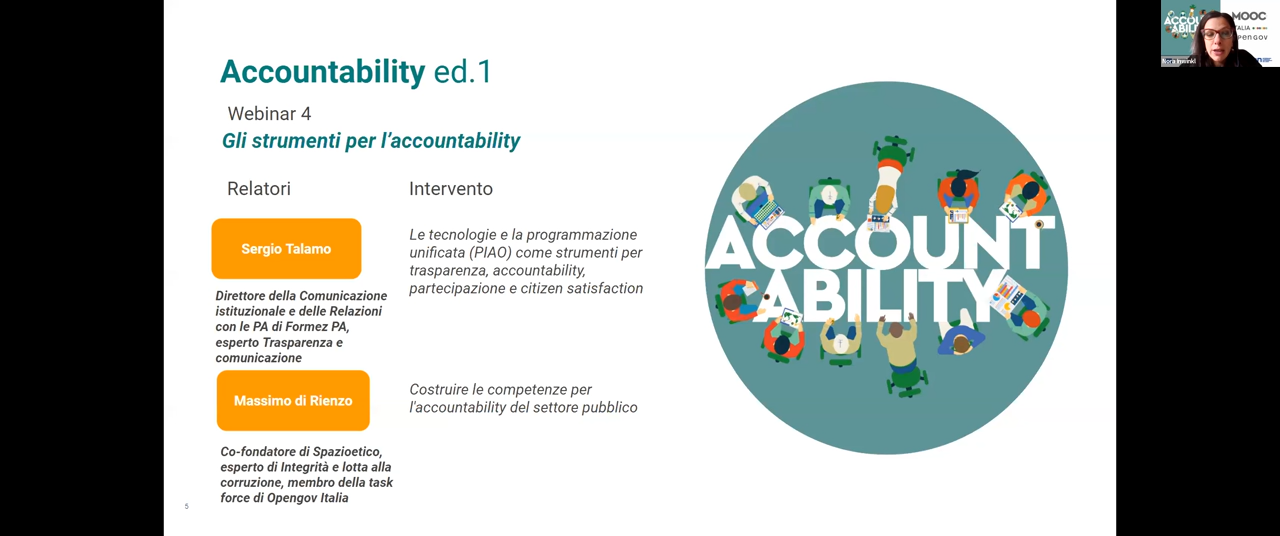 Accountability ed.1
Webinar 4
Gli strumenti per l’accountability
Relatori
Intervento
Sergio Talamo
Le tecnologie e la programmazione
unificata (PIAO) come strumenti per
trasparenza, accountability,
partecipazione e citizen satisfaction
Direttore della Comunicazione
istituzionale e delle Relazioni
con le PA di Formez PA,
esperto Trasparenza e
comunicazione
Massimo di Rienzo
Costruire le competenze per
l'accountability del settore pubblico
Co-fondatore di Spazioetico,
esperto di Integrità e lotta alla
corruzione, membro della task
force di Opengov Italia
5
ACCOUNT
ABILITY
MOOC